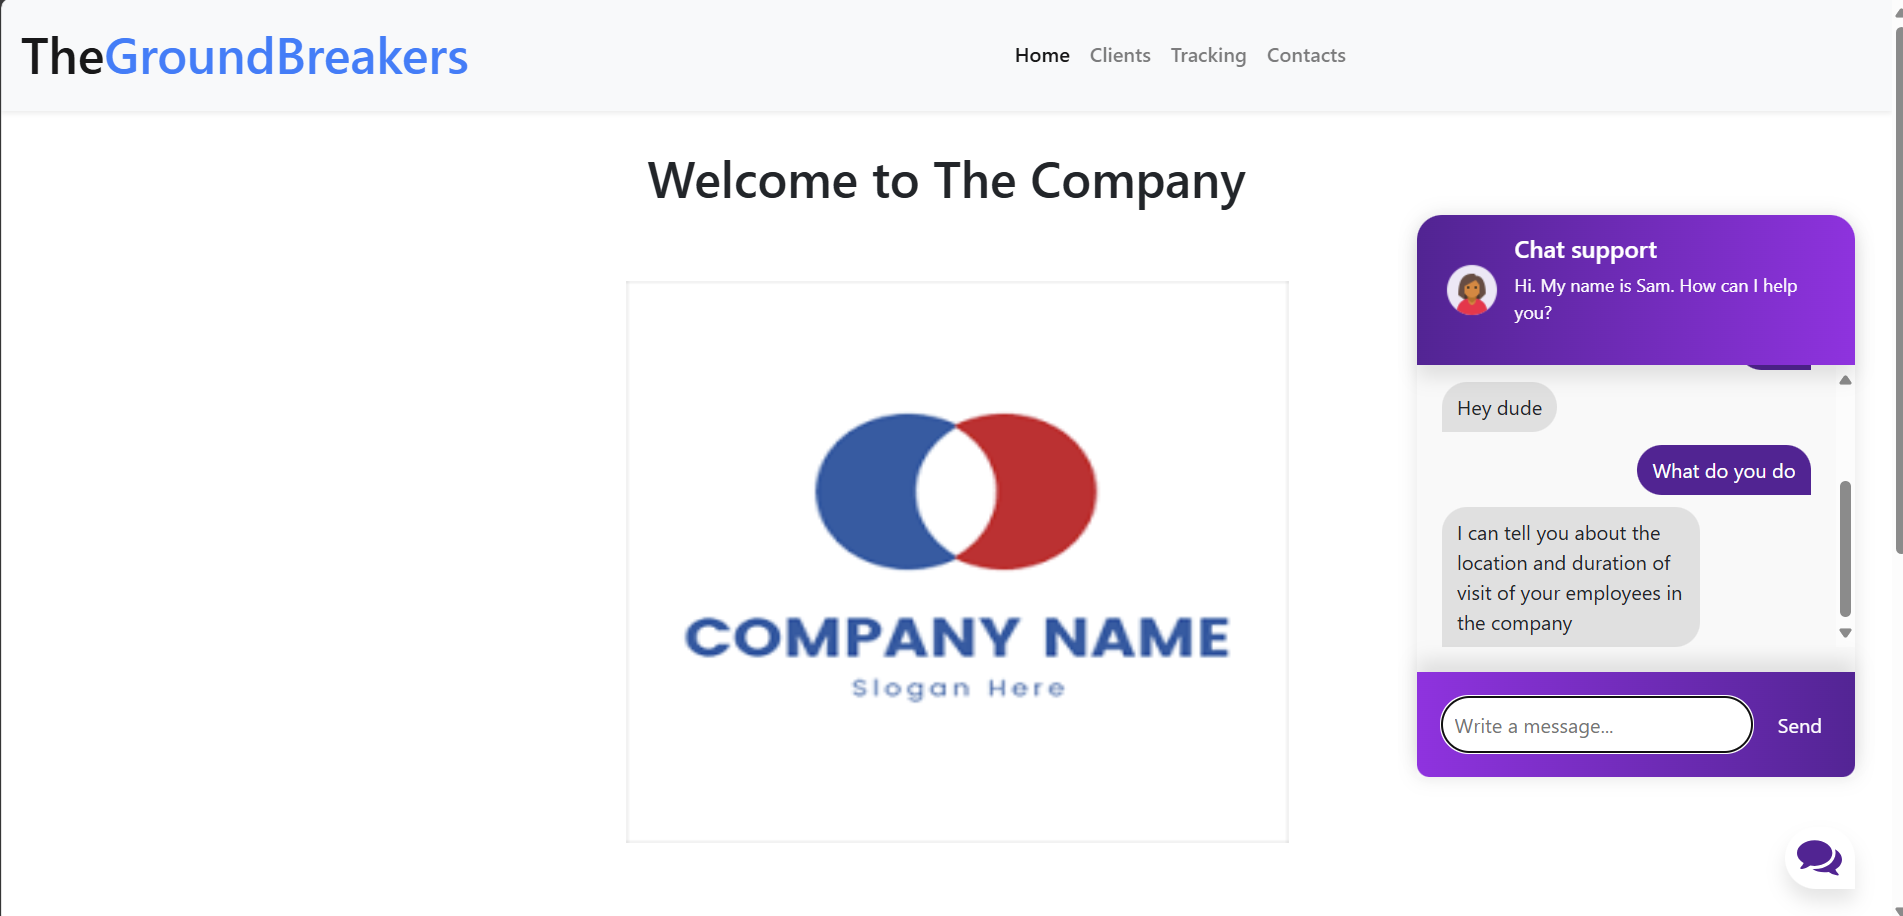 TheGroundBreakers
Home Clients Tracking Contacts
Welcome to The Company
COMPANY NAME
Slogan Here
Chat support
Hi. My name is Sam. How can I help
you?
Hey dude
What do you do
I can tell you about the
location and duration of
visit of your employees in
the company
Write a message...
Send